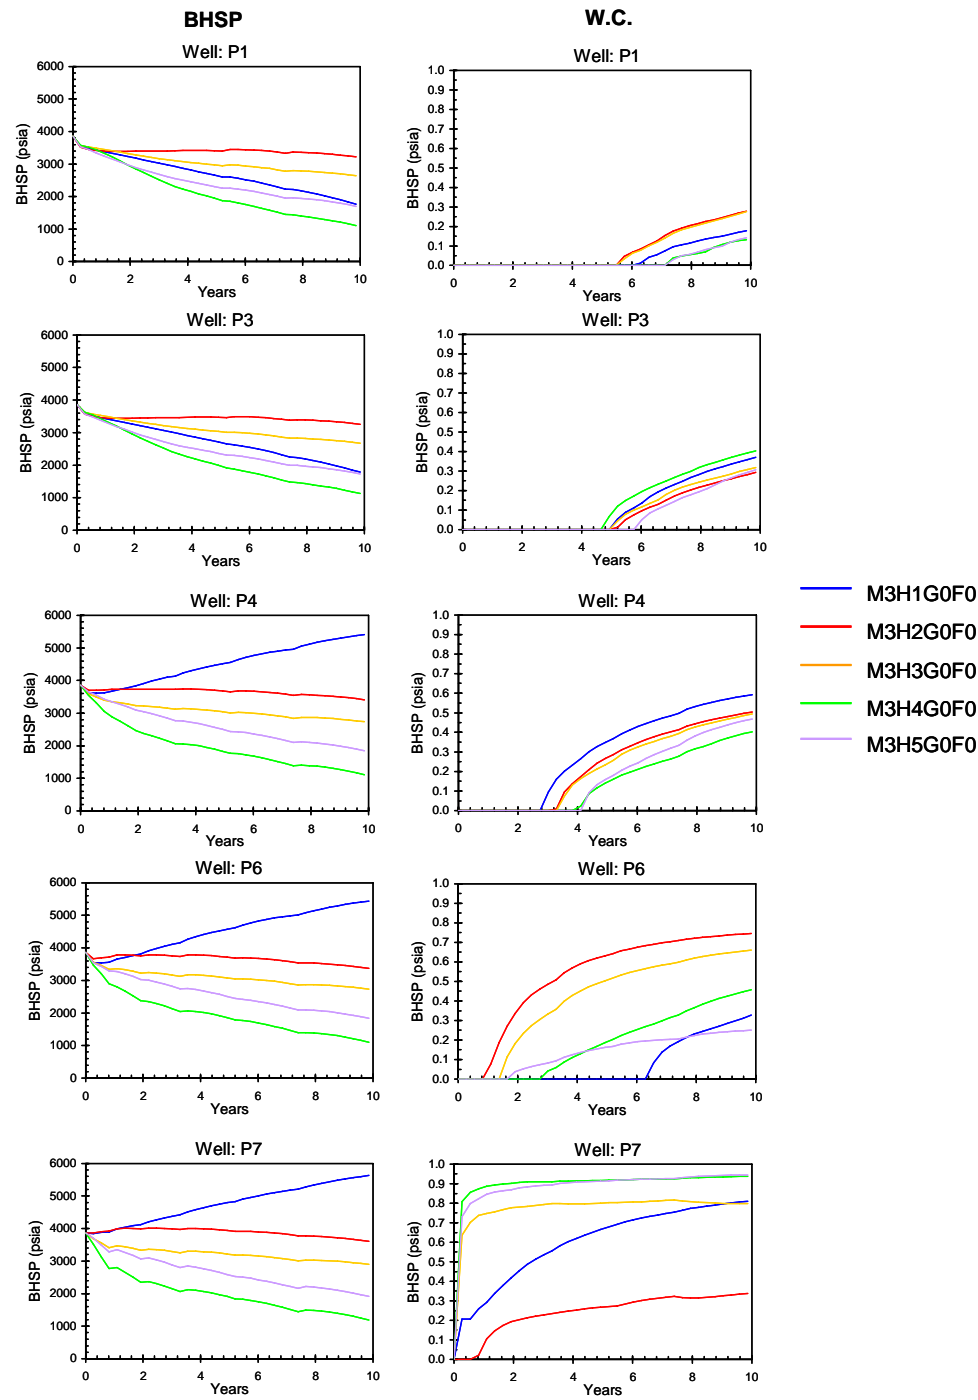 BHSP
W.C.
Well: P1
6000
5000
4000
3000
2000
1000
0
BHSP (psia)
0 2 4 6 8 10
Years
Well: P1
1.0
0.9
0.8
0.7
0.6
0.5
0.4
0.3
0.2
0.1
0.0
BHSP (psia)
0 2 4 6 8 10
Years
Well: P3
6000
5000
4000
3000
2000
1000
0
BHSP (psia)
0 2 4 6 8 10
Years
Well: P3
1.0
0.9
0.8
0.7
0.6
0.5
0.4
0.3
0.2
0.1
0.0
BHSP (psia)
0 2 4 6 8 10
Years
Well: P4
6000
5000
4000
3000
2000
1000
0
BHSP (psia)
0 2 4 6 8 10
Years
Well: P4
1.0
0.9
0.8
0.7
0.6
0.5
0.4
0.3
0.2
0.1
0.0
BHSP (psia)
0 2 4 6 8 10
Years
M3H1G0F0
M3H2G0F0
M3H3G0F0
M3H4G0F0
M3H5G0F0
Well: P6
6000
5000
4000
3000
2000
1000
0
BHSP (psia)
0 2 4 6 8 10
Years
Well: P6
1.0
0.9
0.8
0.7
0.6
0.5
0.4
0.3
0.2
0.1
0.0
BHSP (psia)
0 2 4 6 8 10
Years
Well: P7
6000
5000
4000
3000
2000
1000
0
BHSP (psia)
0 2 4 6 8 10
Years
Well: P7
1.0
0.9
0.8
0.7
0.6
0.5
0.4
0.3
0.2
0.1
0.0
BHSP (psia)
0 2 4 6 8 10
Years